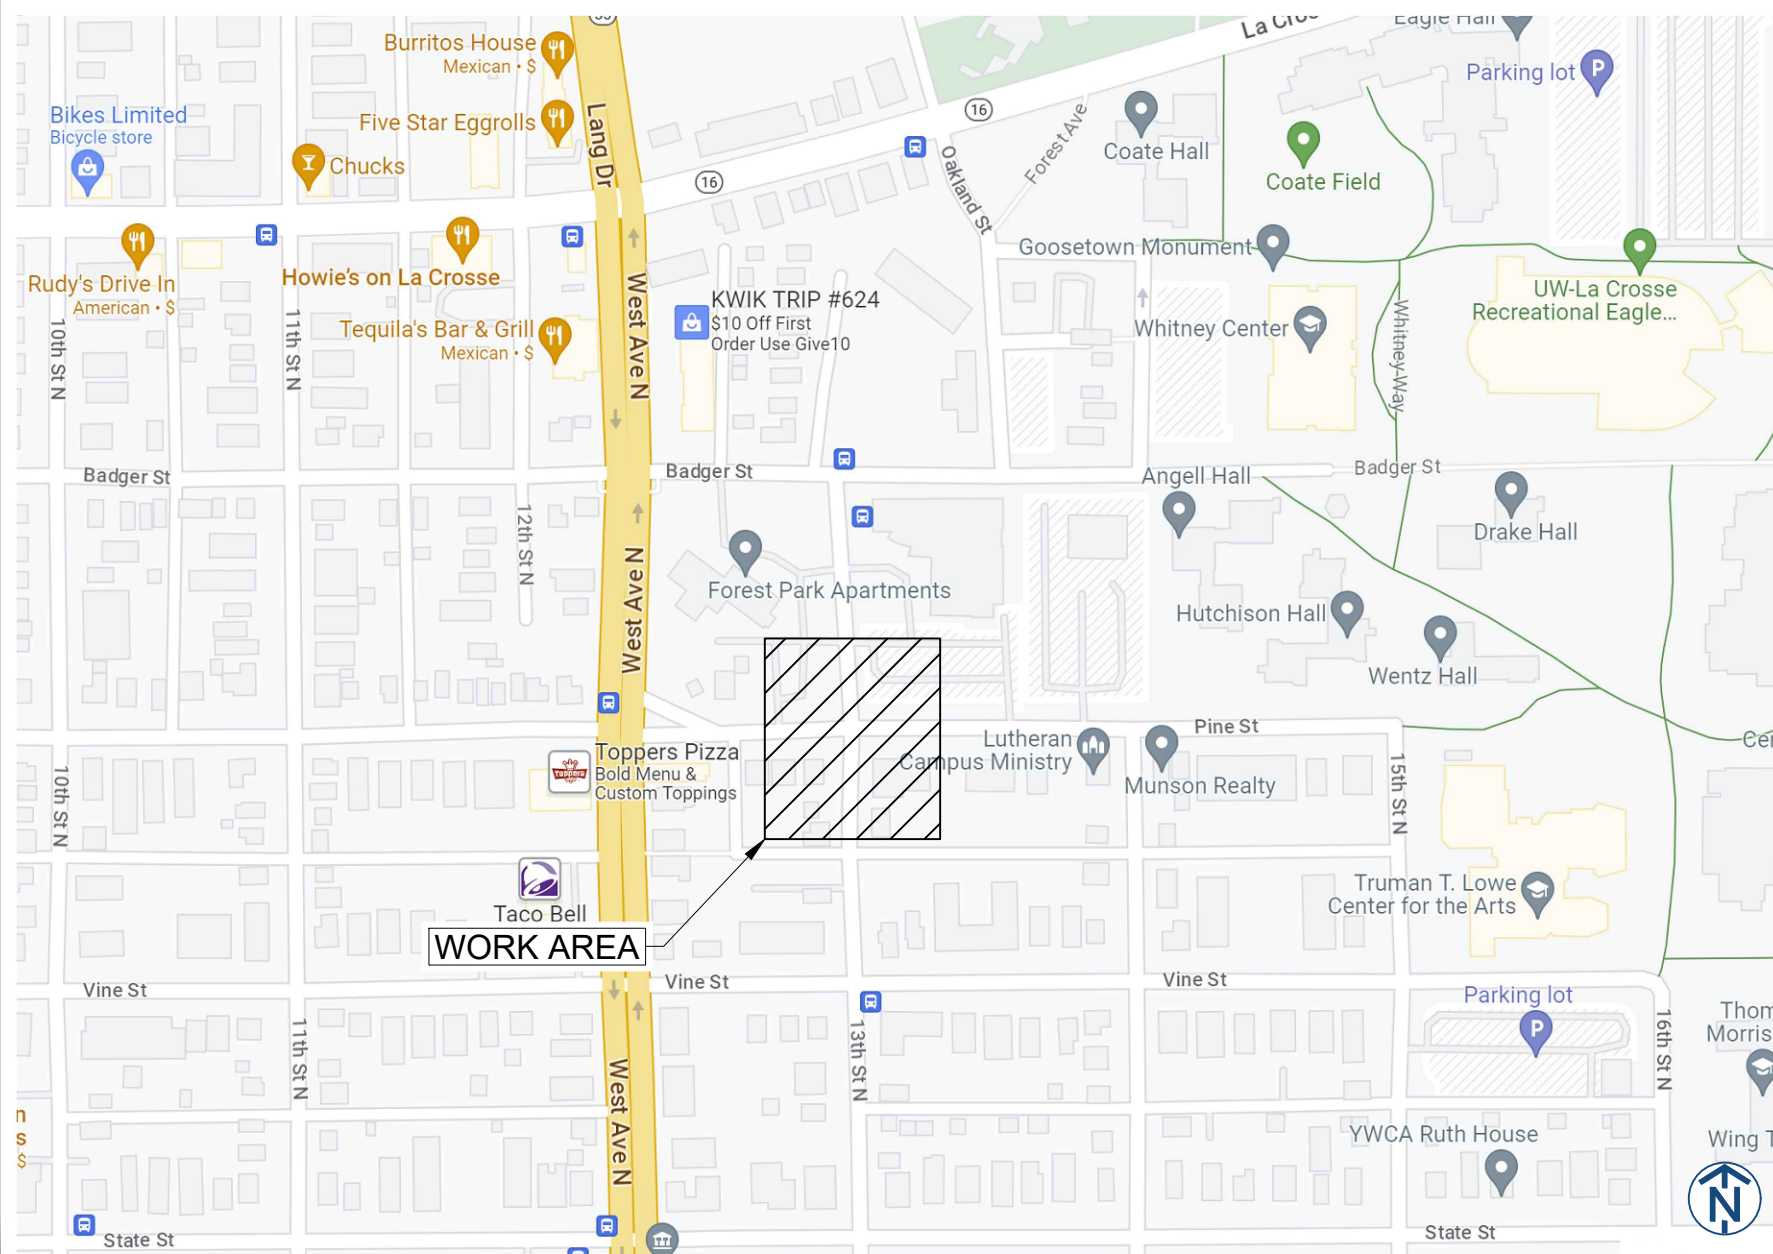 55
La Cros
Eagle Hall
Burritos House
Mexican • $
Parking lot
P
Bikes Limited
Bicycle store
Five Star Eggrolls
Lang Dr
16
Forest Ave
Coate Hall
Chucks
16
Oakland St
Coate Field
Goosetown Monument
Rudy's Drive In
American • $
Howie's on La Crosse
West Ave N
KWIK TRIP #624
$10 Off First
Order Use Give10
UW-La Crosse
Recreational Eagle...
10th St N
11th St N
Tequila's Bar & Grill
Mexican • $
Whitney Center
Whitney Way
Badger St
Badger St
Badger St
Angell Hall
12th St N
Drake Hall
West Ave N
Forest Park Apartments
Hutchison Hall
Wentz Hall
Pine St
Toppers Pizza
Bold Menu &
Custom Toppings
Toppers
Lutheran
Campus Ministry
Munson Realty
Cer
10th St N
15th St N
Taco Bell
Truman T. Lowe
Center for the Arts
WORK AREA
Vine St
Vine St
Vine St
Parking lot
P
11th St N
13th St N
16th St N
Thom
Morris
West Ave N
n
s
$
YWCA Ruth House
Wing T
N
State St
State St